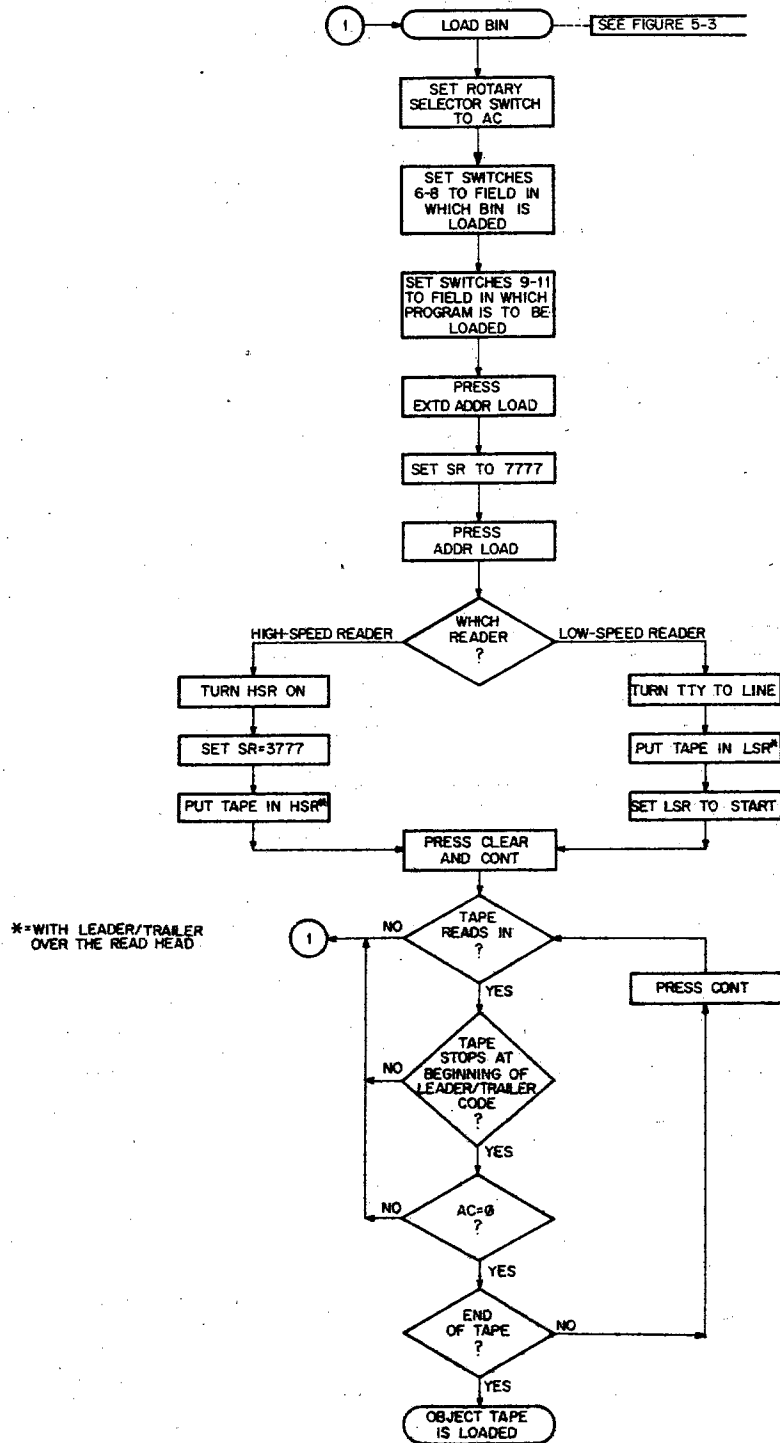 1
LOAD BIN
SEE FIGURE 5-3
SET ROTARY
SELECTOR SWITCH
TO AC
SET SWITCHES
6-8 TO FIELD IN
WHICH BIN IS
LOADED
SET SWITCHES 9-11
TO FIELD IN WHICH
PROGRAM IS TO BE
LOADED
PRESS
EXTD ADDR LOAD
SET SR TO 7777
PRESS
ADDR LOAD
WHICH
READER
?
HIGH-SPEED READER
LOW-SPEED READER
TURN HSR ON
SET SR=3777
PUT TAPE IN HSR*
TURN TTY TO LINE
PUT TAPE IN LSR*
SET LSR TO START
PRESS CLEAR
AND CONT
*=WITH LEADER/TRAILER
OVER THE READ HEAD
1
NO
TAPE
READS IN
?
YES
PRESS CONT
NO
TAPE
STOPS AT
BEGINNING OF
LEADER/TRAILER
CODE
?
YES
NO
AC=0
?
YES
END
OF TAPE
?
NO
YES
OBJECT TAPE
IS LOADED